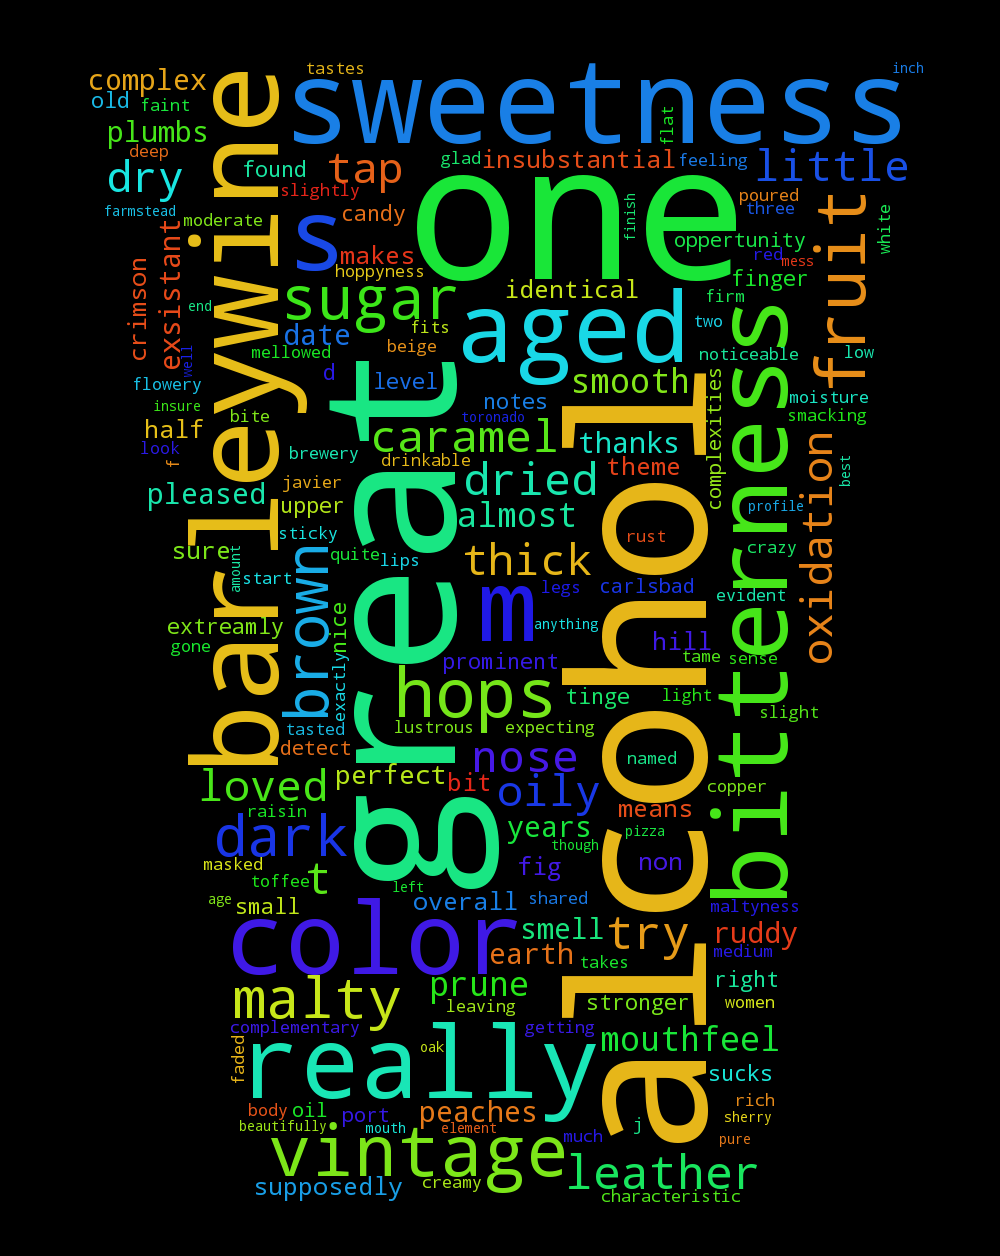 tastes
inch
complex
sweetness
old
faint
plumbs
flat
deep
glad
insubstantial
feeling
little
dry
found
tap
slightly
one
poured
farmstead
moderate
candy
s
finish
three
white
fruit
oppertunity
exsistant
makes
red
mess
crimson
hoppyness
finger
barleywine
sugar
identical
firm
end
aged
date
fits
two
beige
mellowed
noticeable
low
well
flowery
d
level
smooth
bitterness
moisture
insure
notes
complexities
smacking
bite
toronado
half
caramel
thanks
look
brewery
drinkable
theme
oxidation
f
javier
dried
best
pleased
upper
almost
profile
great
alcohol
rust
sticky
sure
quite
lips
thick
crazy
amount
start
legs
carlsbad
evident
brown
m
nice
anything
extreamly
hill
gone
prominent
tame
sense
exactly
hops
tinge
light
slight
tasted
lustrous
expecting
detect
nose
named
loved
perfect
bit
oily
copper
raisin
means
dark
years
pizza
though
masked
fig
non
toffee
t
left
age
small
overall
shared
maltyness
color
smell
try
ruddy
earth
takes
medium
malty
prune
right
leaving
stronger
women
complementary
getting
really
oak
mouthfeel
faded
sucks
body
oil
port
peaches
rich
beautifully
mouth
element
j
sherry
vintage
much
pure
supposedly
creamy
leather
characteristic